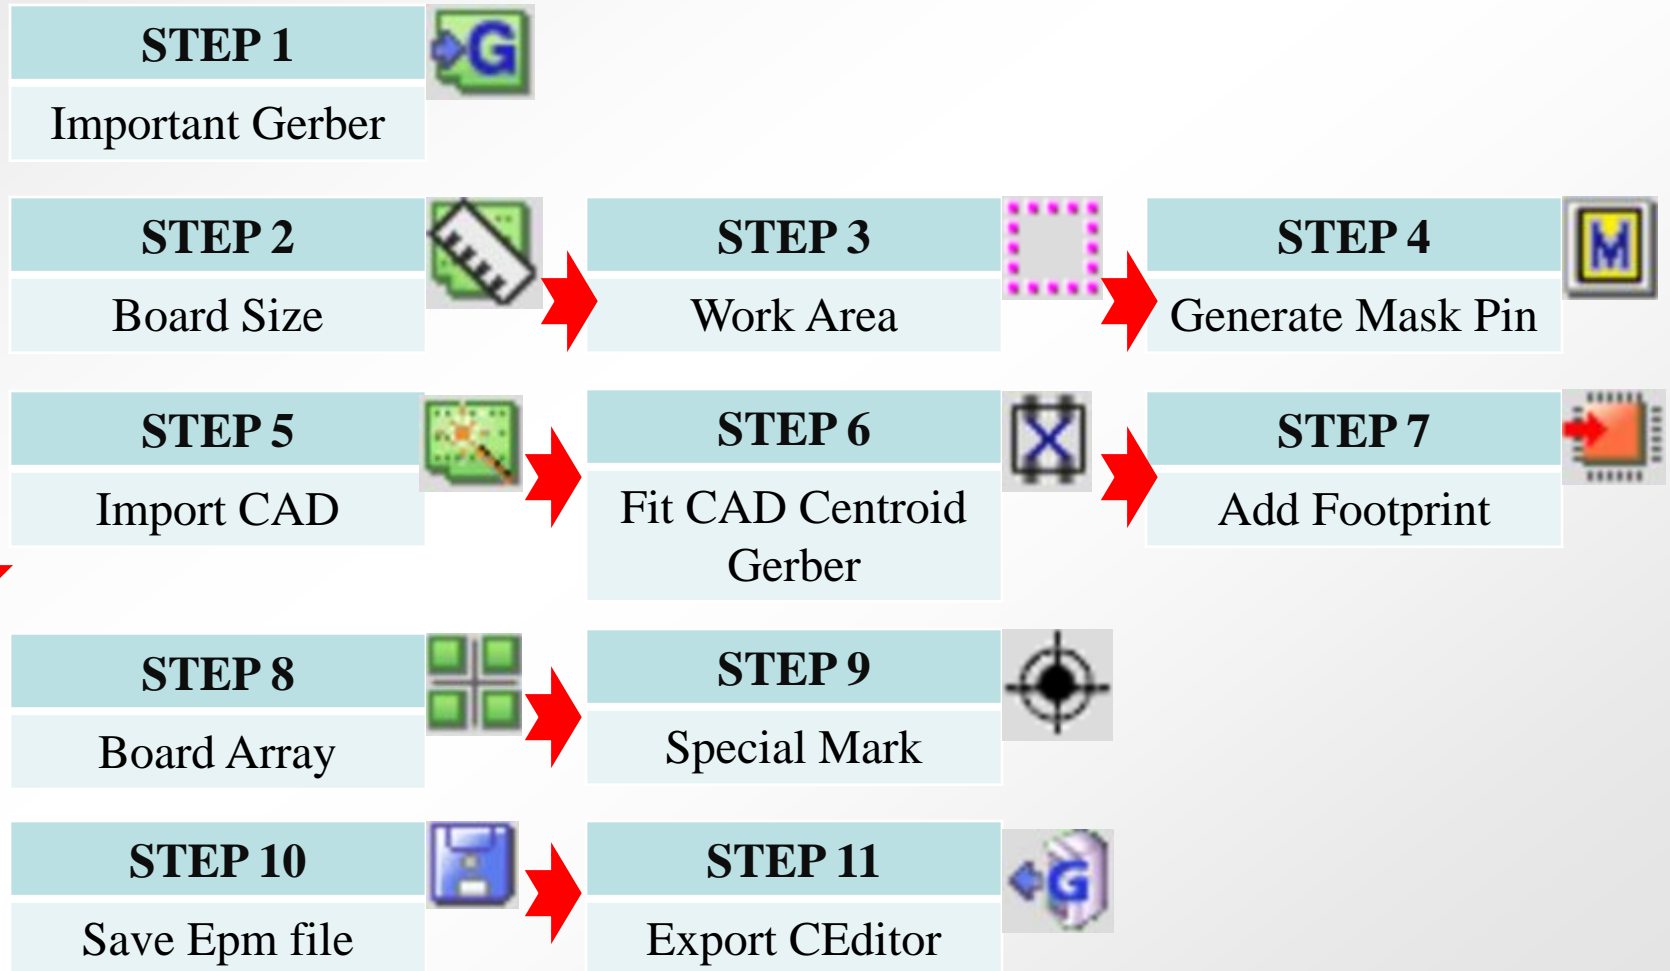 STEP 1
G
Important Gerber
STEP 2
Board Size
STEP 3
Work Area
STEP 4
M
Generate Mask Pin
STEP 5
Import CAD
STEP 6
Fit CAD Centroid
Gerber
STEP 7
Add Footprint
STEP 8
Board Array
STEP 9
Special Mark
STEP 10
Save Epm file
STEP 11
G
Export CEditor